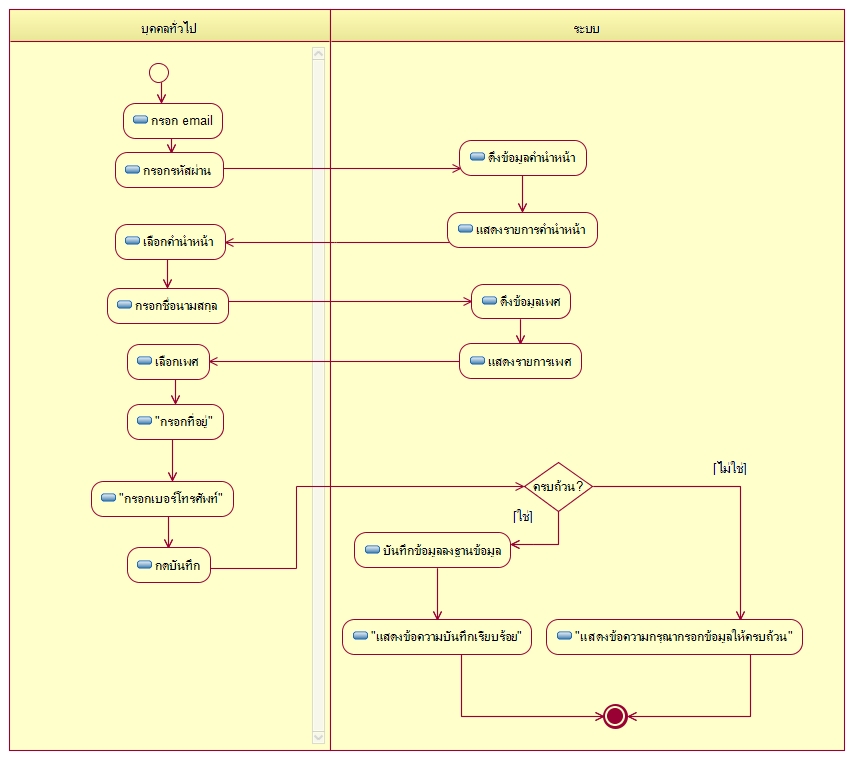 บุคคลทั่วไป
ระบบ
กรอก email
กรอกรหัสผ่าน
ดึงข้อมูลคำนำหน้า
แสดงรายการคำนำหน้า
เลือกคำนำหน้า
กรอกชื่อนามสกุล
ดึงข้อมูลเพศ
แสดงรายการเพศ
เลือกเพศ
"กรอกที่อยู่"
"กรอกเบอร์โทรศัพท์"
กดบันทึก
ครบถ้วน?
[ไม่ใช่]
[ใช่]
บันทึกข้อมูลลงฐานข้อมูล
"แสดงข้อความบันทึกเรียบร้อย"
"แสดงข้อความกรุณากรอกข้อมูลให้ครบถ้วน"